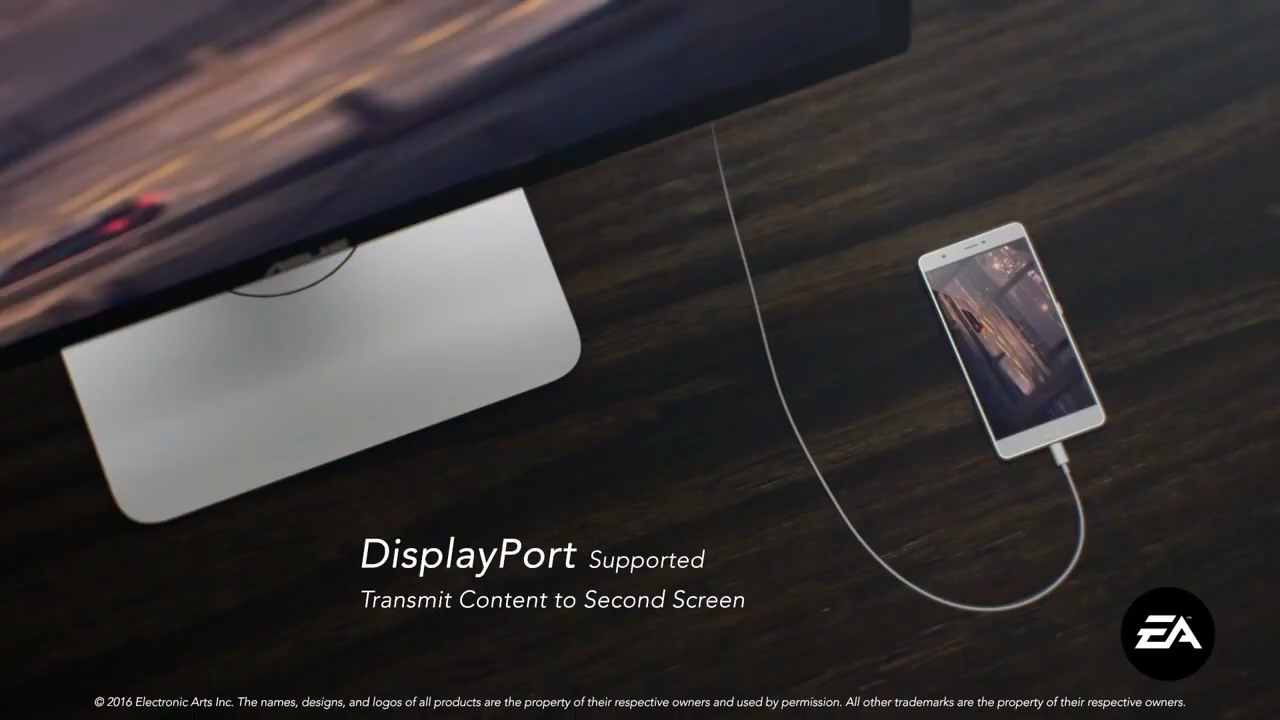 DisplayPort Supported
Transmit Content to Second Screen
EA
© 2016 Electronic Arts Inc. The names, designs, and logos of all products are the property of their respective owners and used by permission. All other trademarks are the property of their respective owners.